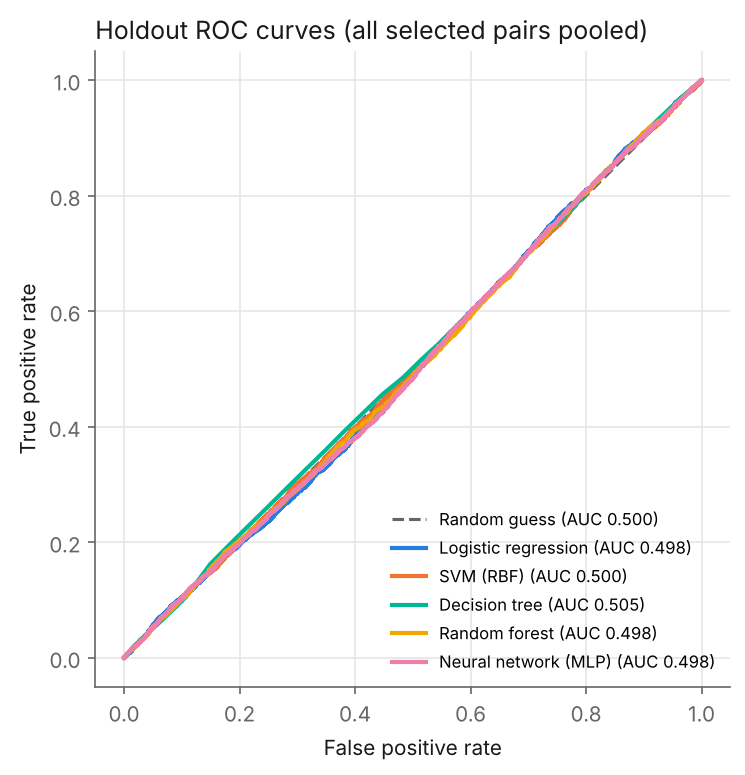 Holdout ROC curves (all selected pairs pooled)
1.0
0.8
0.6
0.4
0.2
0.0
True positive rate
Random guess (AUC 0.500)
Logistic regression (AUC 0.498)
SVM (RBF) (AUC 0.500)
Decision tree (AUC 0.505)
Random forest (AUC 0.498)
Neural network (MLP) (AUC 0.498)
0.0 0.2 0.4 0.6 0.8 1.0
False positive rate